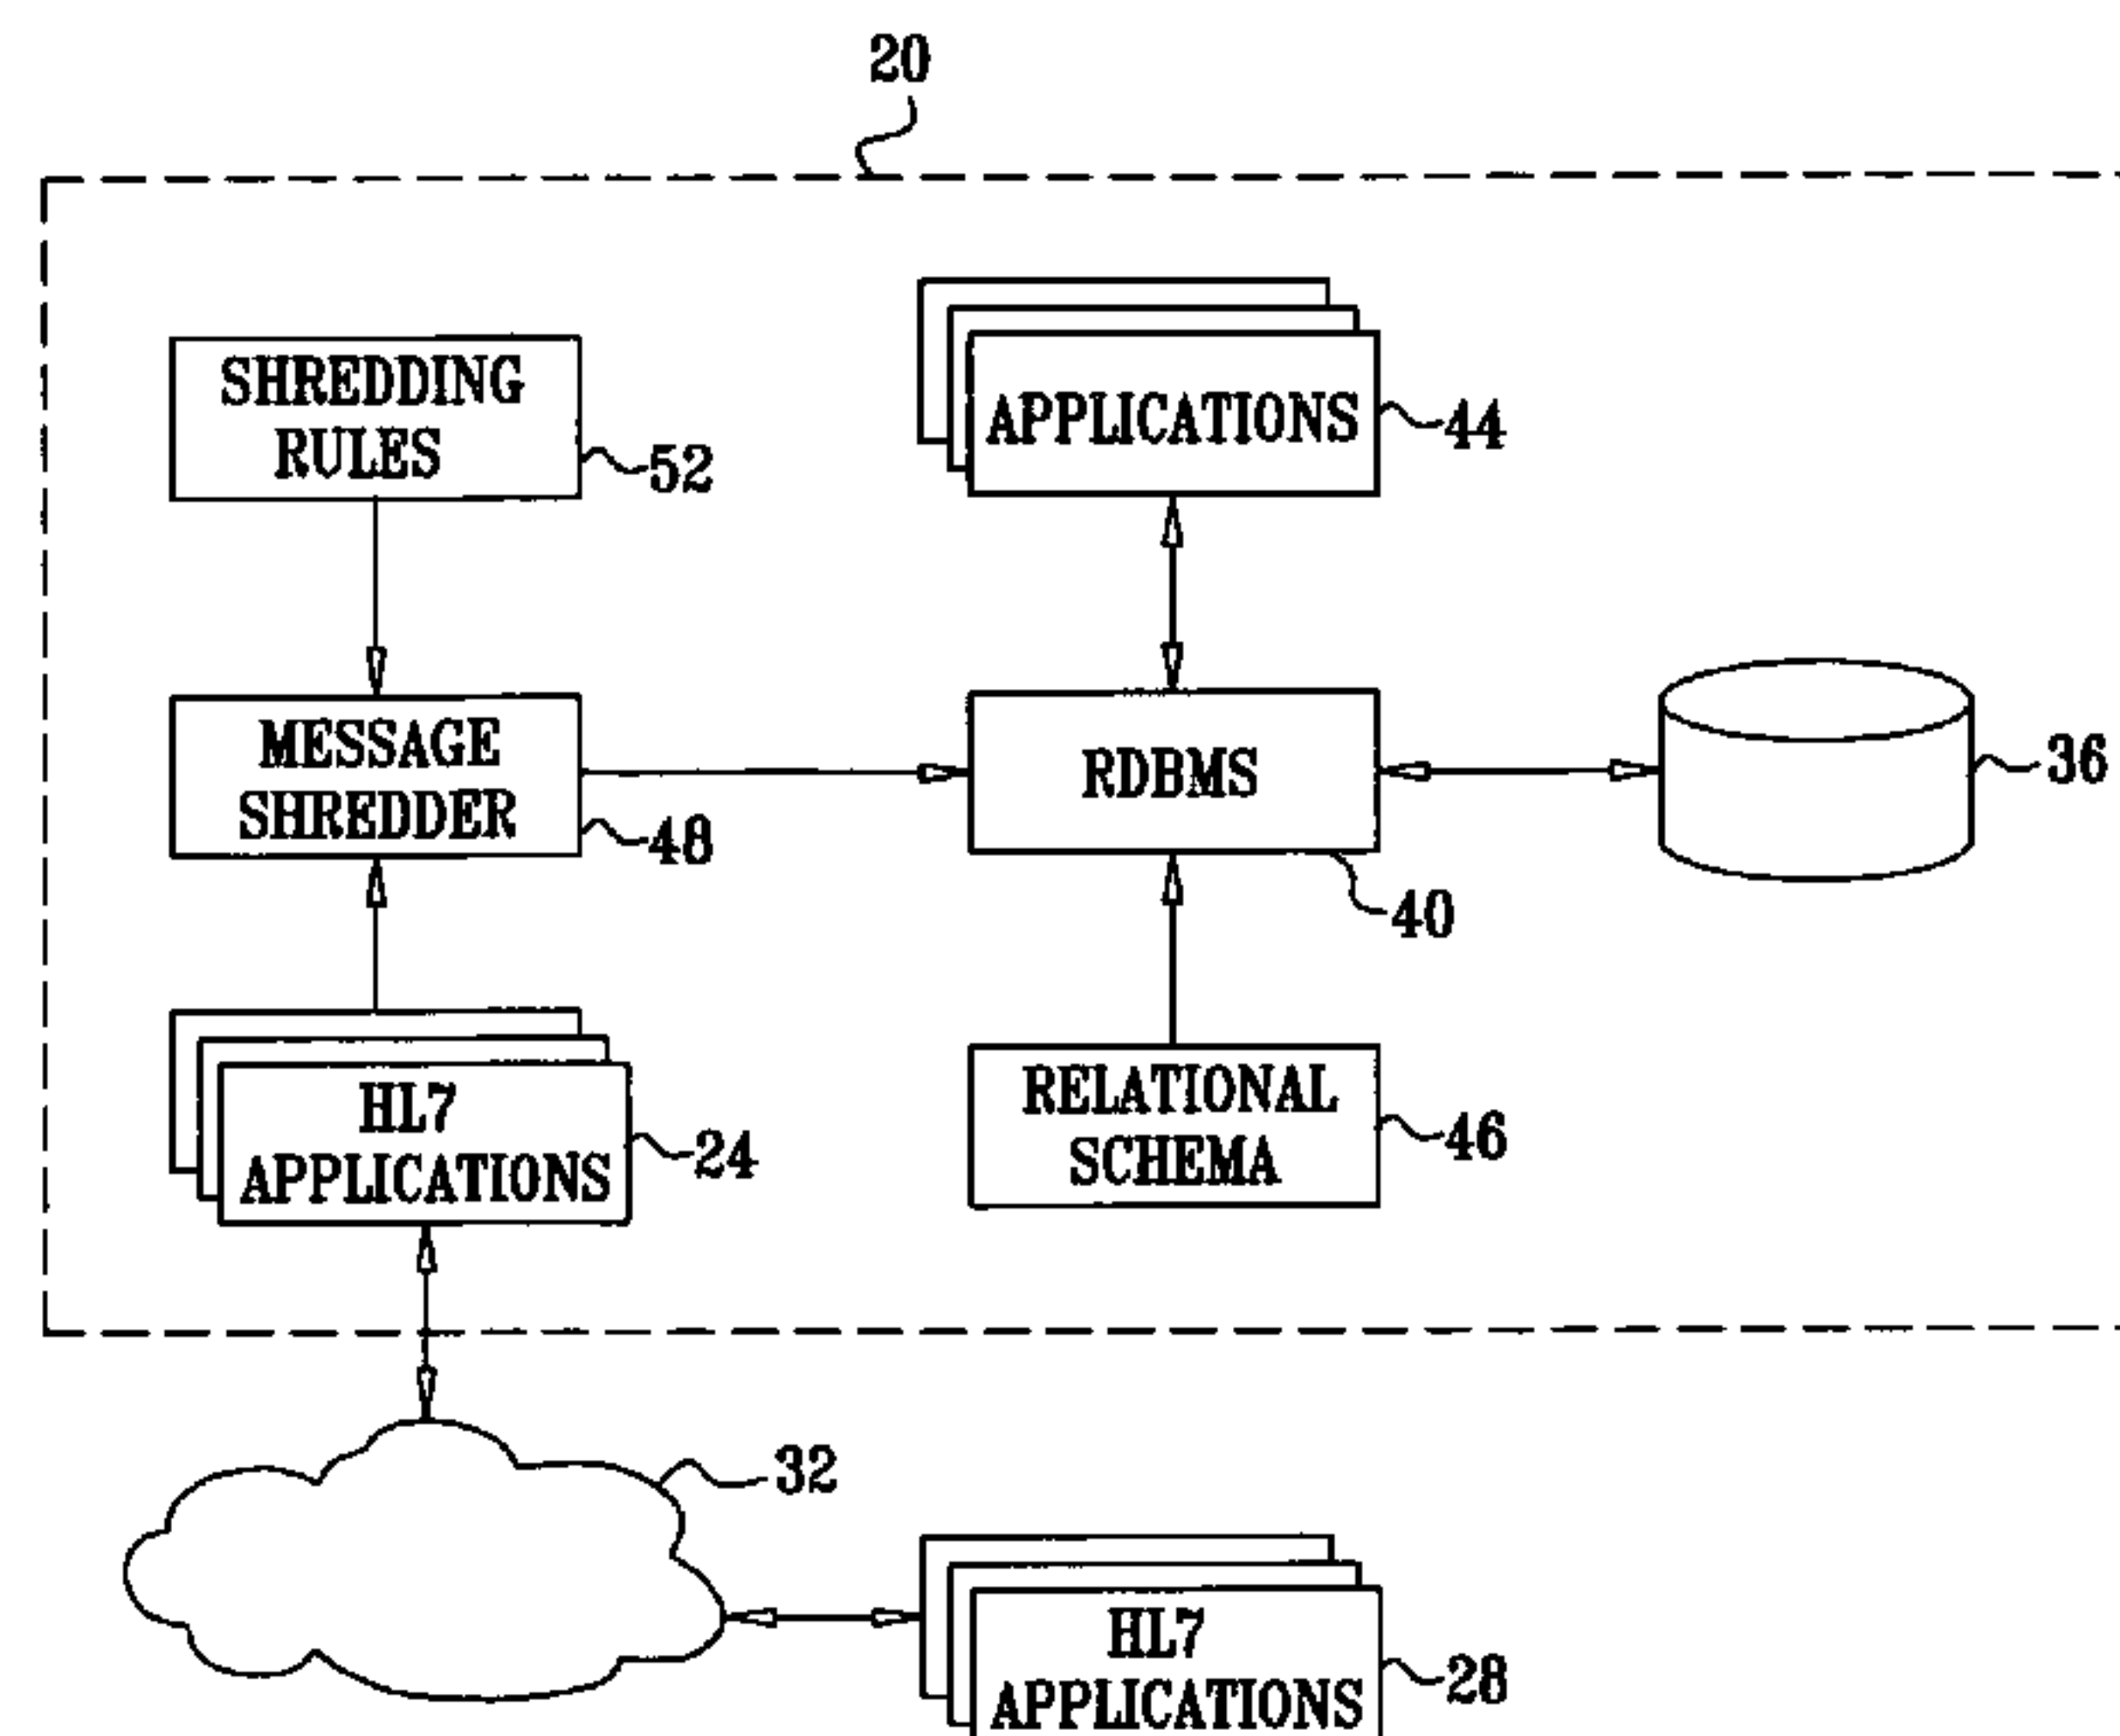 20
SHREDDING
RULES
52
APPLICATIONS
44
MESSAGE
SHREDDER
48
RDBMS
40
36
HL7
APPLICATIONS
24
RELATIONAL
SCHEMA
46
32
HL7
APPLICATIONS
28